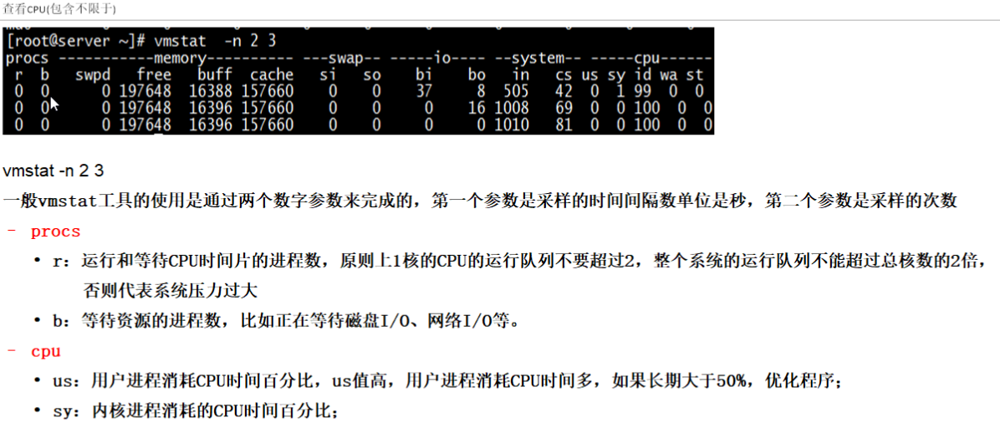 查看CPU(包含不限于)
[root@server ~]# vmstat  -n 2 3
procs -----------memory---------- ---swap-- -----io---- --system-- -----cpu------
 r  b   swpd   free   buff  cache   si   so    bi    bo   in   cs us sy id wa st
 0  0      0 197648  16388 157660    0    0    37     8  505   42  0  1 99  0  0
 0  0      0 197648  16396 157660    0    0     0    16 1008   69  0  0 100  0  0
 0  0      0 197648  16396 157660    0    0     0     0 1010   81  0  0 100  0  0
vmstat -n 2 3
一般vmstat工具的使用是通过两个数字参数来完成的，第一个参数是采样的时间间隔数单位是秒，第二个参数是采样的次数
- procs
• r：运行和等待CPU时间片的进程数，原则上1核的CPU的运行队列不要超过2，整个系统的运行队列不能超过总核数的2倍，
否则代表系统压力过大
• b：等待资源的进程数，比如正在等待磁盘I/O、网络I/O等。
- cpu
• us：用户进程消耗CPU时间百分比，us值高，用户进程消耗CPU时间多，如果长期大于50%，优化程序；
• sy：内核进程消耗的CPU时间百分比；